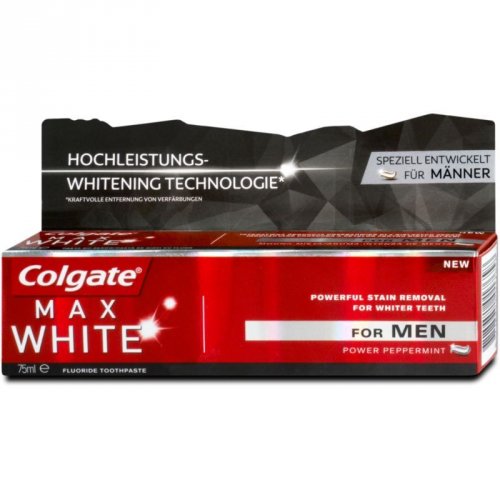 HOCHLEISTUNGS-
WHITENING TECHNOLOGIE*
*KRAFTVOLLE ENTFERNUNG VON VERFÄRBUNGEN
SPEZIELL ENTWICKELT
FÜR MÄNNER
Colgate®
MAX
WHITE
75ml e FLUORIDE TOOTHPASTE
NEW
POWERFUL STAIN REMOVAL
FOR WHITER TEETH
FOR MEN
POWER PEPPERMINT